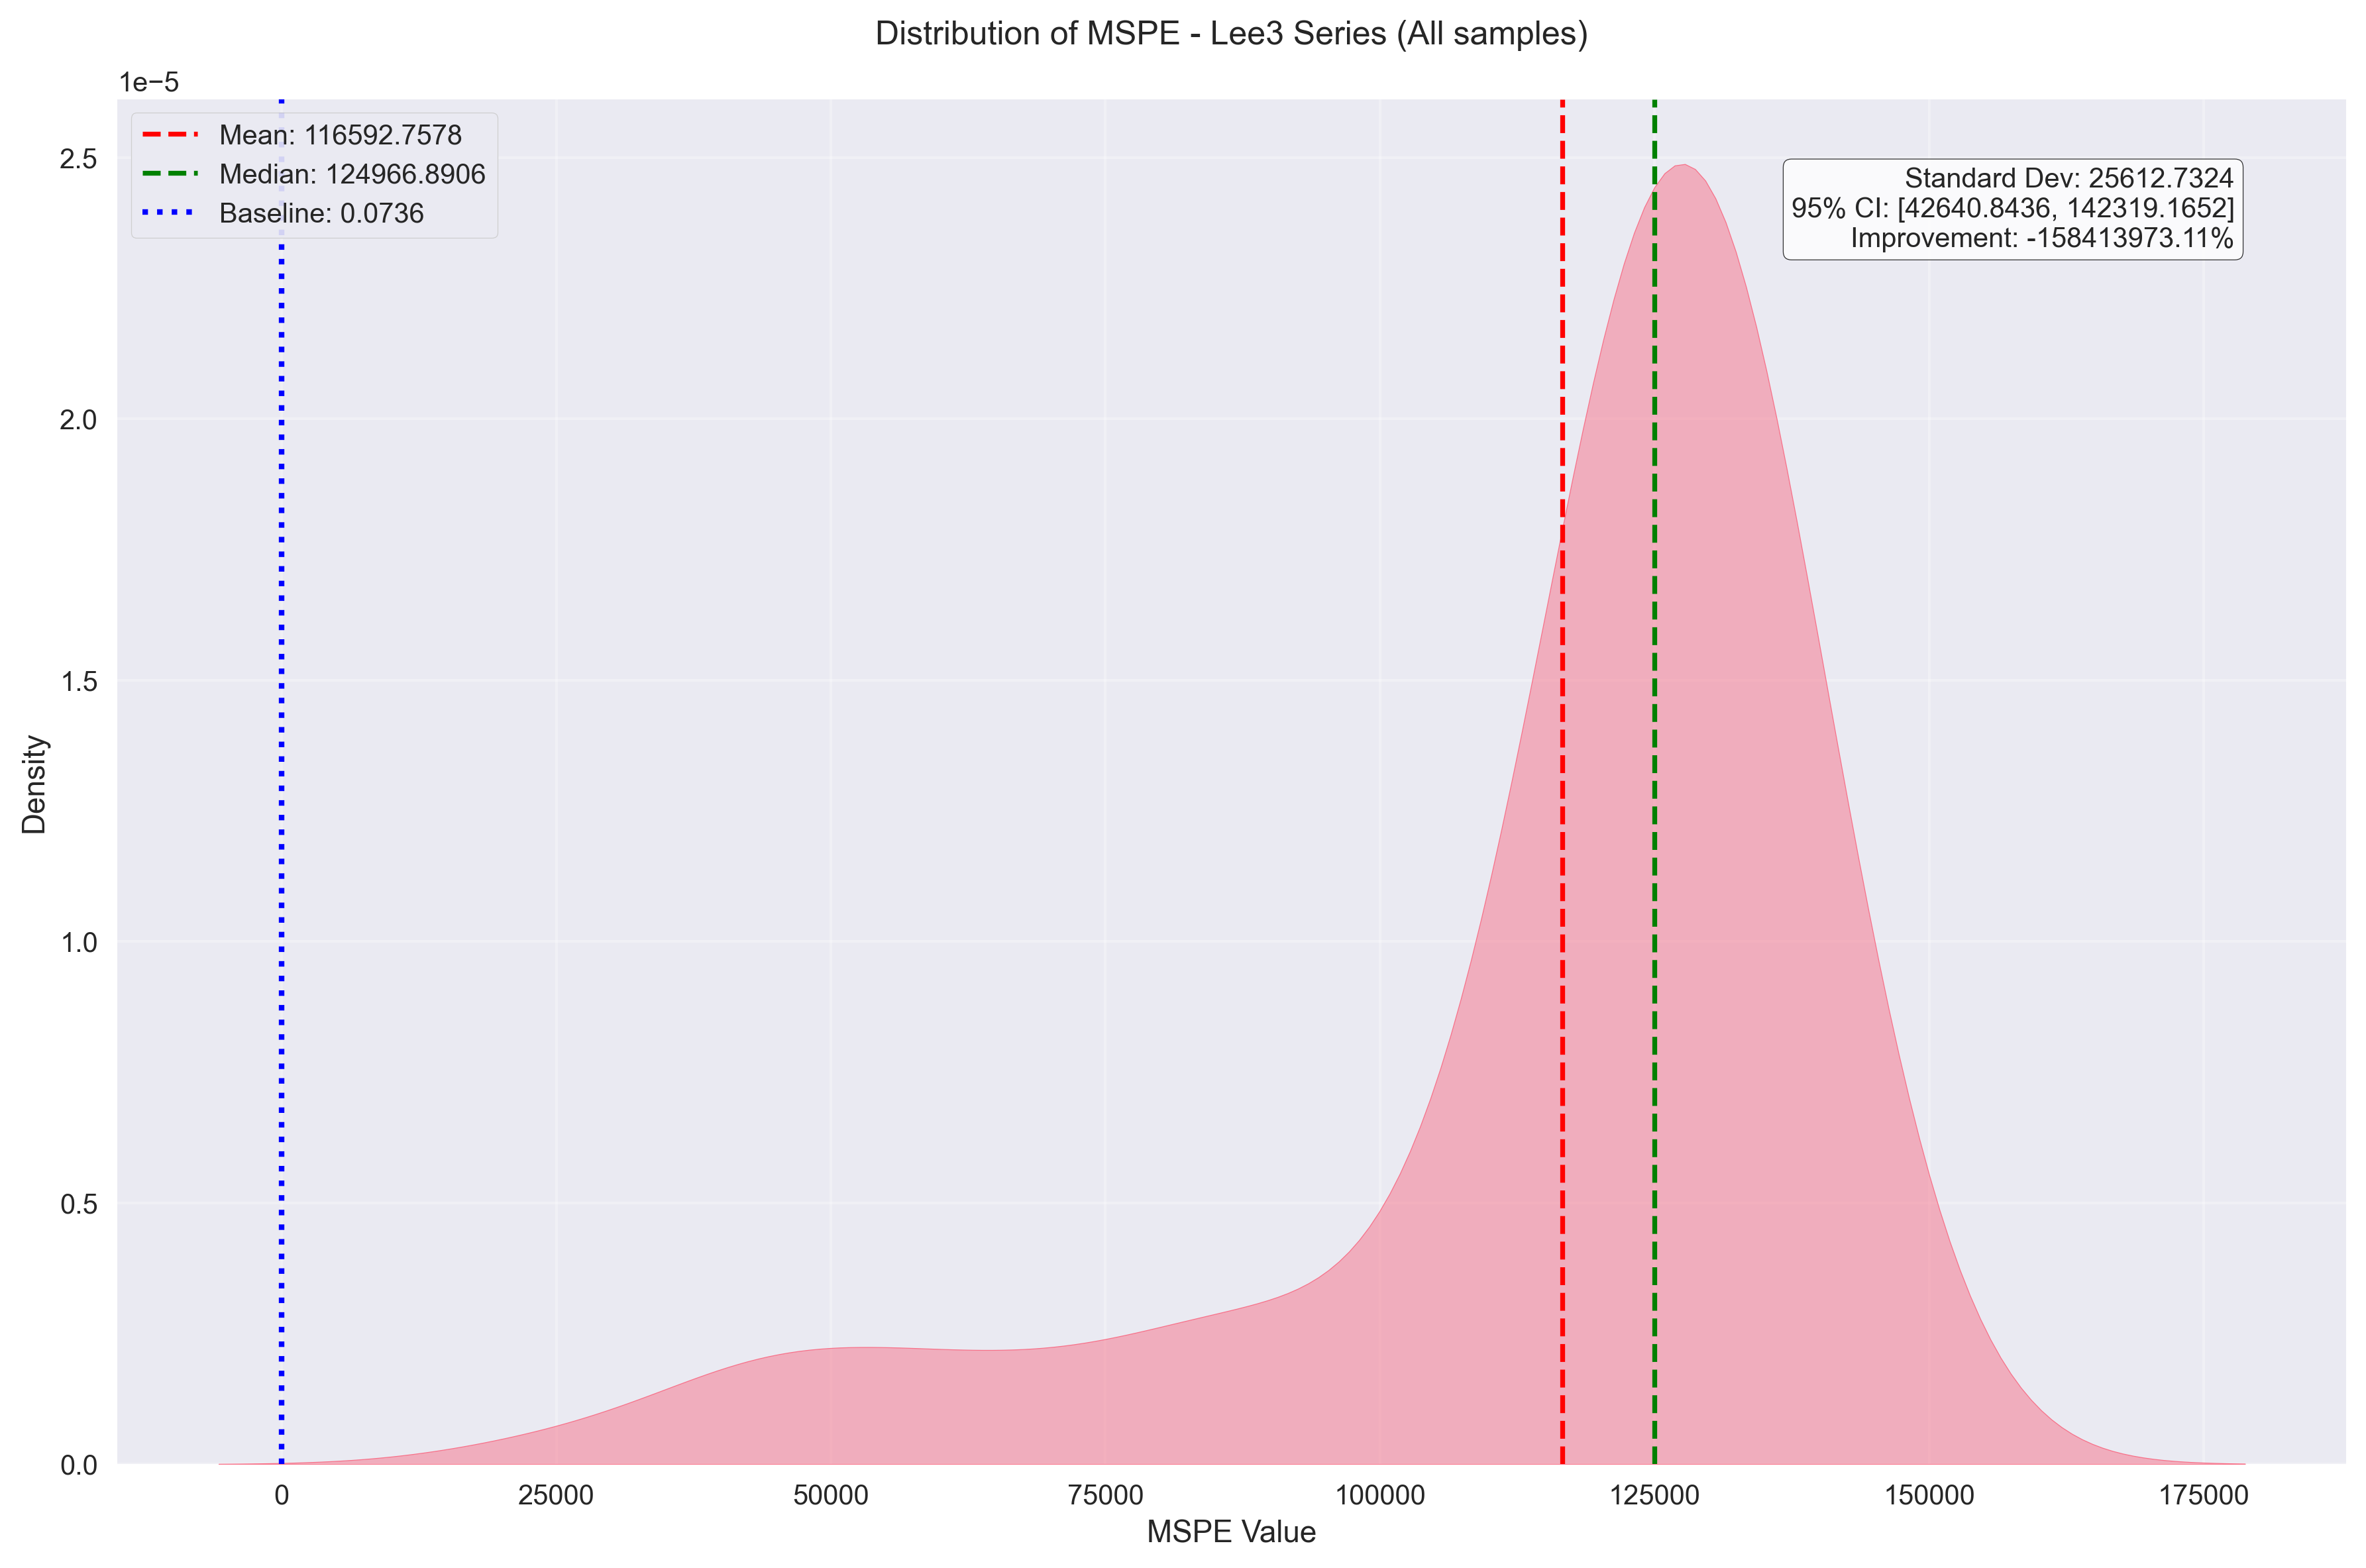 Distribution of MSPE - Lee3 Series (All samples)
1e−5
Mean: 116592.7578
Median: 124966.8906
Baseline: 0.0736
Standard Dev: 25612.7324
95% CI: [42640.8436, 142319.1652]
Improvement: -158413973.11%
2.5
2.0
1.5
1.0
0.5
0.0
Density
0 25000 50000 75000 100000 125000 150000 175000
MSPE Value